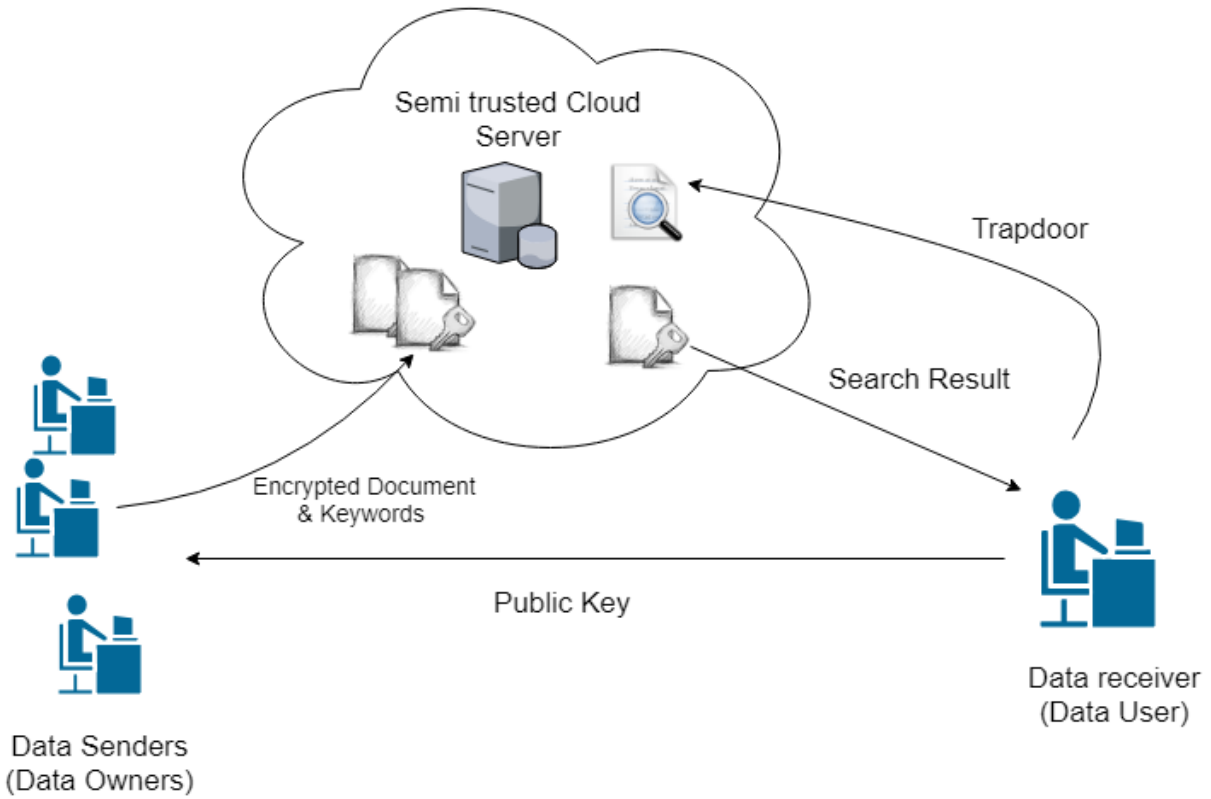 Semi trusted Cloud
Server
Trapdoor
Search Result
Encrypted Document
& Keywords
Public Key
Data receiver
(Data User)
Data Senders
(Data Owners)